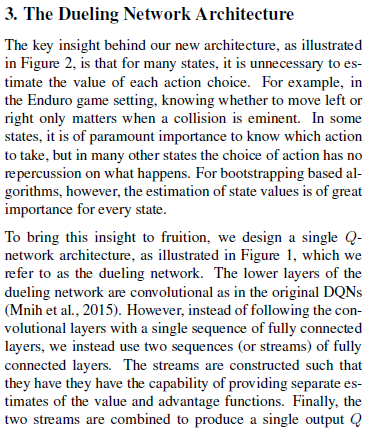 3. The Dueling Network Architecture
The key insight behind our new architecture, as illustrated
in Figure 2, is that for many states, it is unnecessary to es-
timate the value of each action choice. For example, in
the Enduro game setting, knowing whether to move left or
right only matters when a collision is eminent. In some
states, it is of paramount importance to know which action
to take, but in many other states the choice of action has no
repercussion on what happens. For bootstrapping based al-
gorithms, however, the estimation of state values is of great
importance for every state.
To bring this insight to fruition, we design a single Q-
network architecture, as illustrated in Figure 1, which we
refer to as the dueling network. The lower layers of the
dueling network are convolutional as in the original DQNs
(Mnih et al., 2015). However, instead of following the con-
volutional layers with a single sequence of fully connected
layers, we instead use two sequences (or streams) of fully
connected layers. The streams are constructed such that
they have they have the capability of providing separate es-
timates of the value and advantage functions. Finally, the
two streams are combined to produce a single output Q